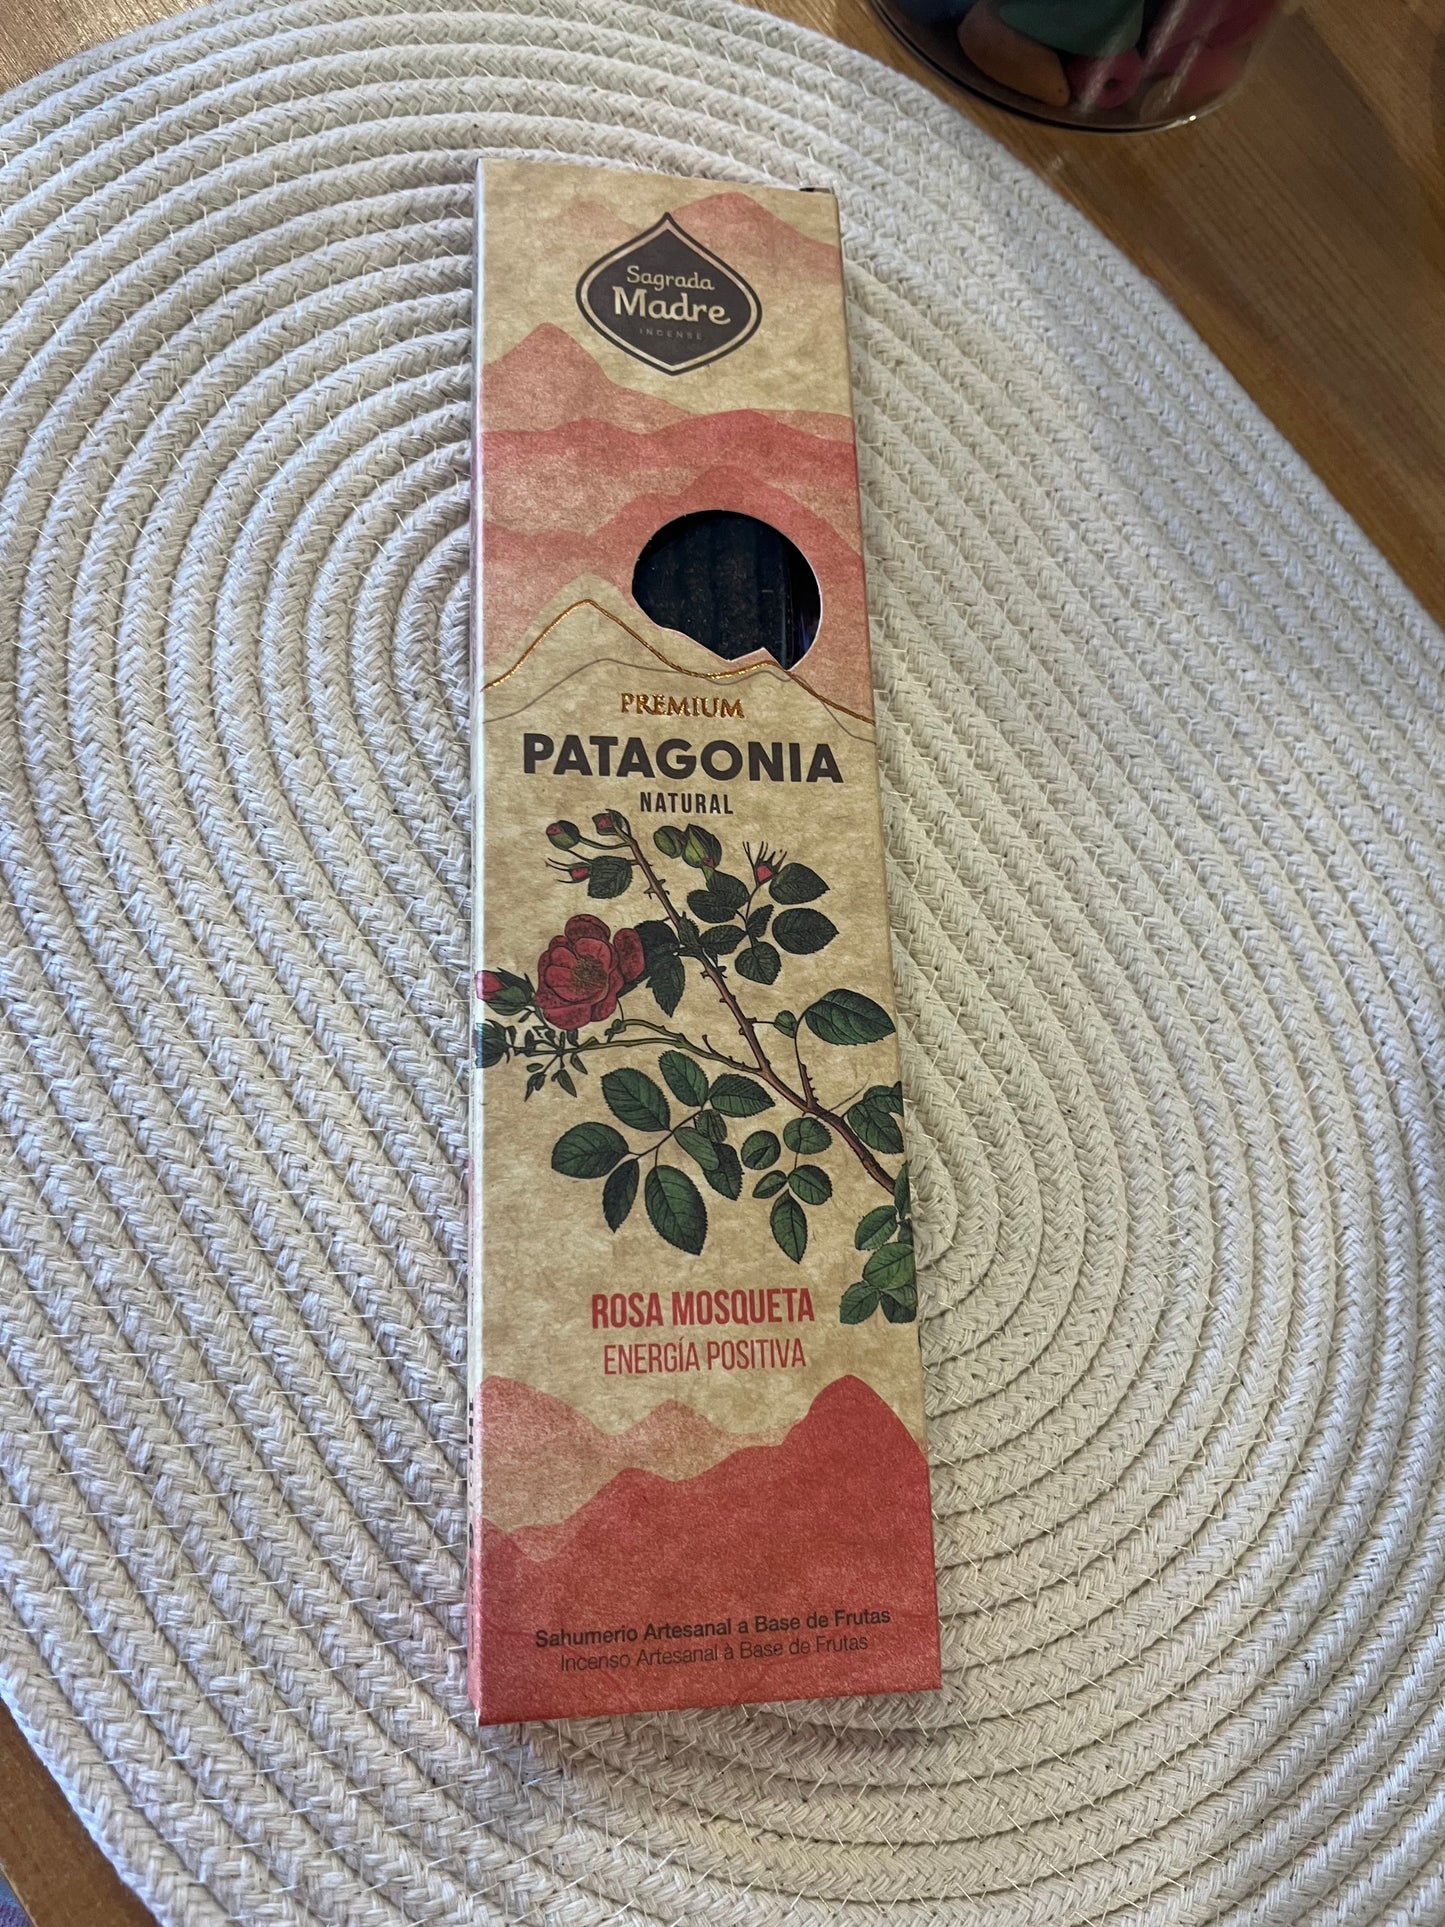 Sagrada
Madre
INCENSE
PREMIUM
PATAGONIA
NATURAL
ROSA MOSQUETA
ENERGÍA POSITIVA
Sahumerio Artesanal a Base de Frutas
Incenso Artesanal à Base de Frutas